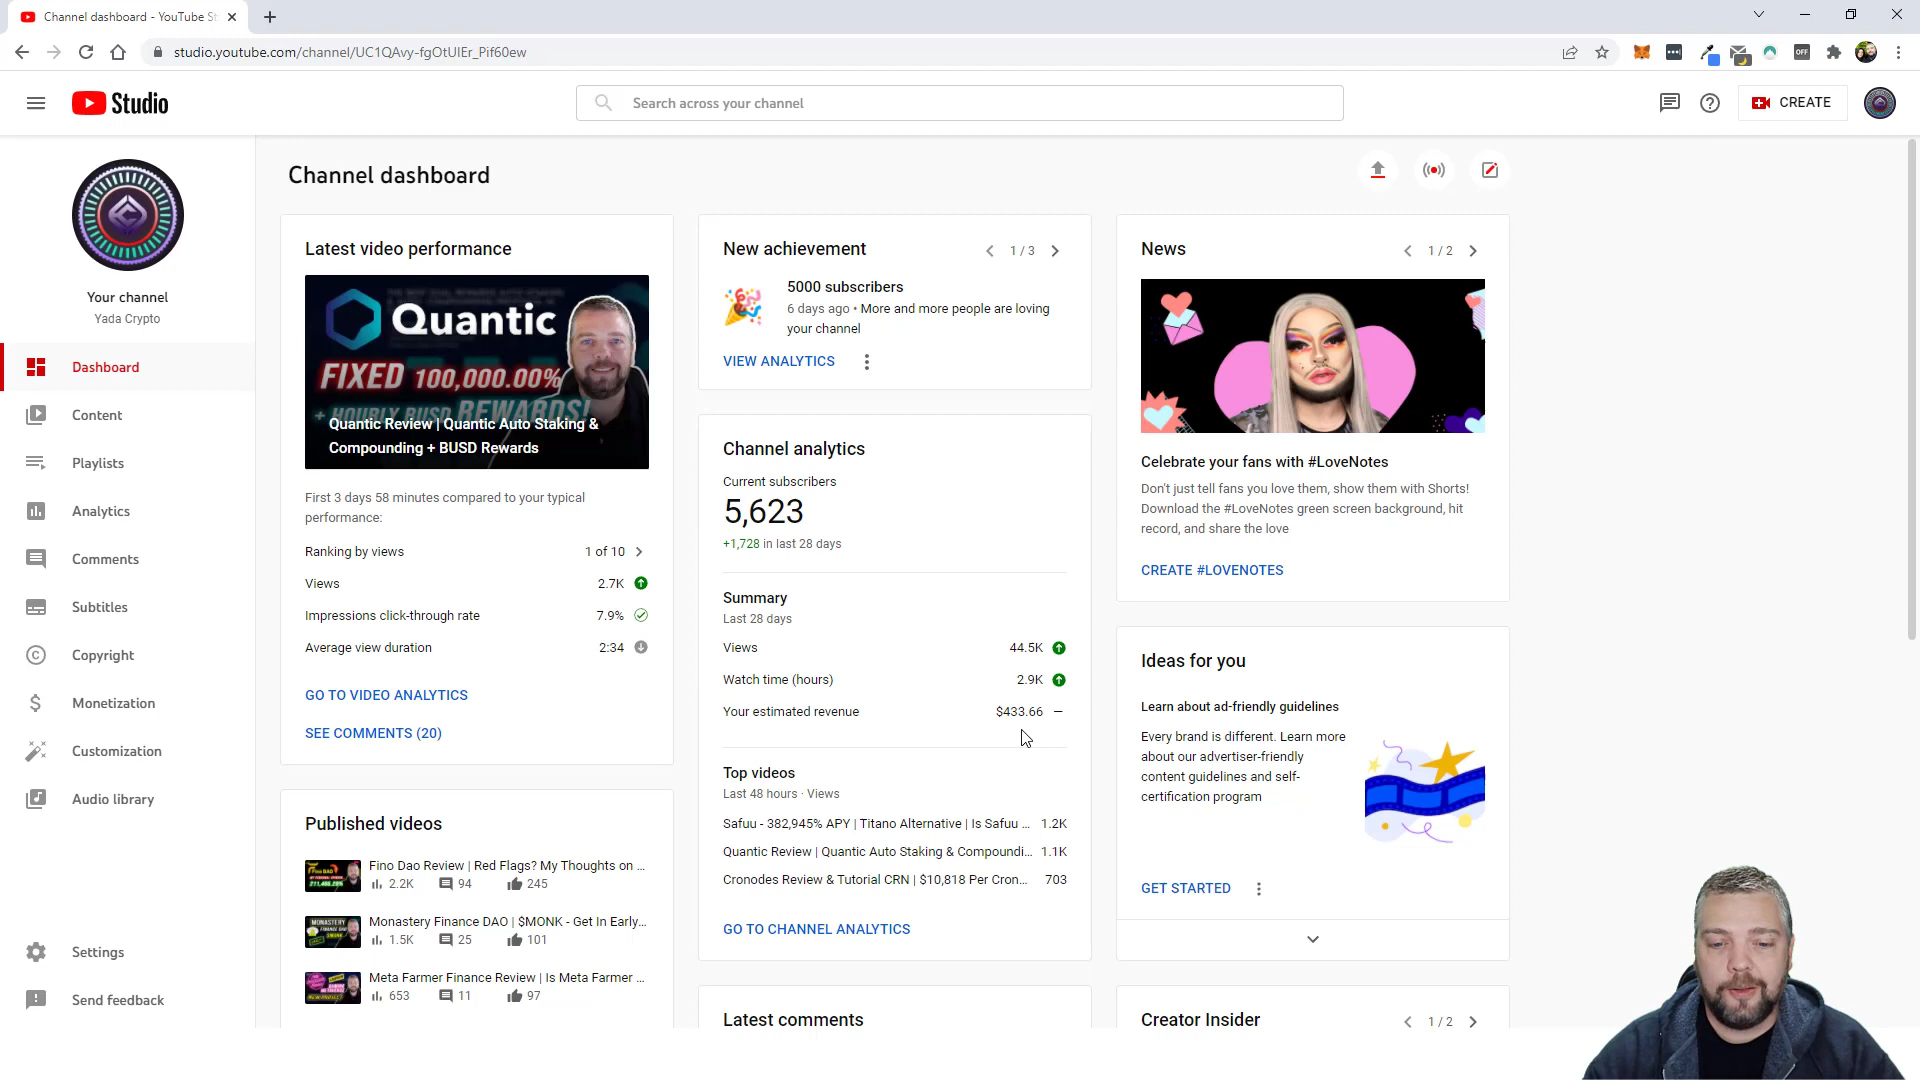 Channel dashboard - YouTube St
studio.youtube.com/channel/UC1QAvy-fgOtUIEr_Pif60ew
OFF
Studio
Search across your channel
CREATE
Your channel
Yada Crypto
Dashboard
Content
Playlists
Analytics
Comments
Subtitles
Copyright
Monetization
Customization
Audio library
Settings
Send feedback
Channel dashboard
Latest video performance
Quantic
FIXED 100,000.00%
+ HOURLY BUSD REWARDS!
Quantic Review | Quantic Auto Staking &
Compounding + BUSD Rewards
First 3 days 58 minutes compared to your typical
performance:
Ranking by views 1 of 10
Views 2.7K
Impressions click-through rate 7.9%
Average view duration 2:34
GO TO VIDEO ANALYTICS
SEE COMMENTS (20)
Published videos
Fino Dao Review | Red Flags? My Thoughts on ...
2.2K 94 245
Monastery Finance DAO | $MONK - Get In Early...
1.5K 25 101
Meta Farmer Finance Review | Is Meta Farmer ...
653 11 97
New achievement
1 / 3
5000 subscribers
6 days ago • More and more people are loving
your channel
VIEW ANALYTICS
Channel analytics
Current subscribers
5,623
+1,728 in last 28 days
Summary
Last 28 days
Views 44.5K
Watch time (hours) 2.9K
Your estimated revenue $433.66 —
Top videos
Last 48 hours · Views
Safuu - 382,945% APY | Titano Alternative | Is Safuu ... 1.2K
Quantic Review | Quantic Auto Staking & Compoundi... 1.1K
Cronodes Review & Tutorial CRN | $10,818 Per Cron... 703
GO TO CHANNEL ANALYTICS
Latest comments
News
1 / 2
Celebrate your fans with #LoveNotes
Don't just tell fans you love them, show them with Shorts!
Download the #LoveNotes green screen background, hit
record, and share the love
CREATE #LOVENOTES
Ideas for you
Learn about ad-friendly guidelines
Every brand is different. Learn more
about our advertiser-friendly
content guidelines and self-
certification program
GET STARTED
Creator Insider
1 / 2